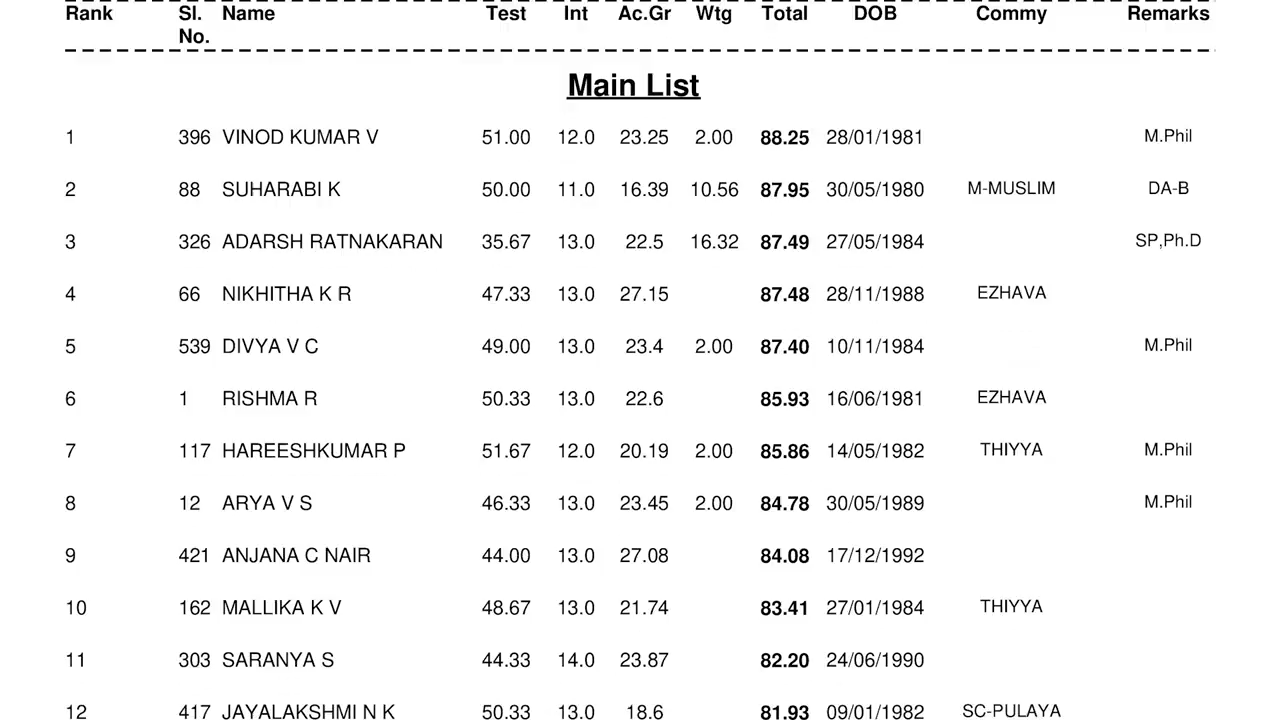 Rank Sl. Name Test Int Ac.Gr Wtg Total DOB Commy Remarks
No.
Main List
1 396 VINOD KUMAR V 51.00 12.0 23.25 2.00 88.25 28/01/1981 M.Phil
2 88 SUHARABI K 50.00 11.0 16.39 10.56 87.95 30/05/1980 M-MUSLIM DA-B
3 326 ADARSH RATNAKARAN 35.67 13.0 22.5 16.32 87.49 27/05/1984 SP,Ph.D
4 66 NIKHITHA K R 47.33 13.0 27.15 87.48 28/11/1988 EZHAVA
5 539 DIVYA V C 49.00 13.0 23.4 2.00 87.40 10/11/1984 M.Phil
6 1 RISHMA R 50.33 13.0 22.6 85.93 16/06/1981 EZHAVA
7 117 HAREESHKUMAR P 51.67 12.0 20.19 2.00 85.86 14/05/1982 THIYYA M.Phil
8 12 ARYA V S 46.33 13.0 23.45 2.00 84.78 30/05/1989 M.Phil
9 421 ANJANA C NAIR 44.00 13.0 27.08 84.08 17/12/1992
10 162 MALLIKA K V 48.67 13.0 21.74 83.41 27/01/1984 THIYYA
11 303 SARANYA S 44.33 14.0 23.87 82.20 24/06/1990
12 417 JAYALAKSHMI N K 50.33 13.0 18.6 81.93 09/01/1982 SC-PULAYA